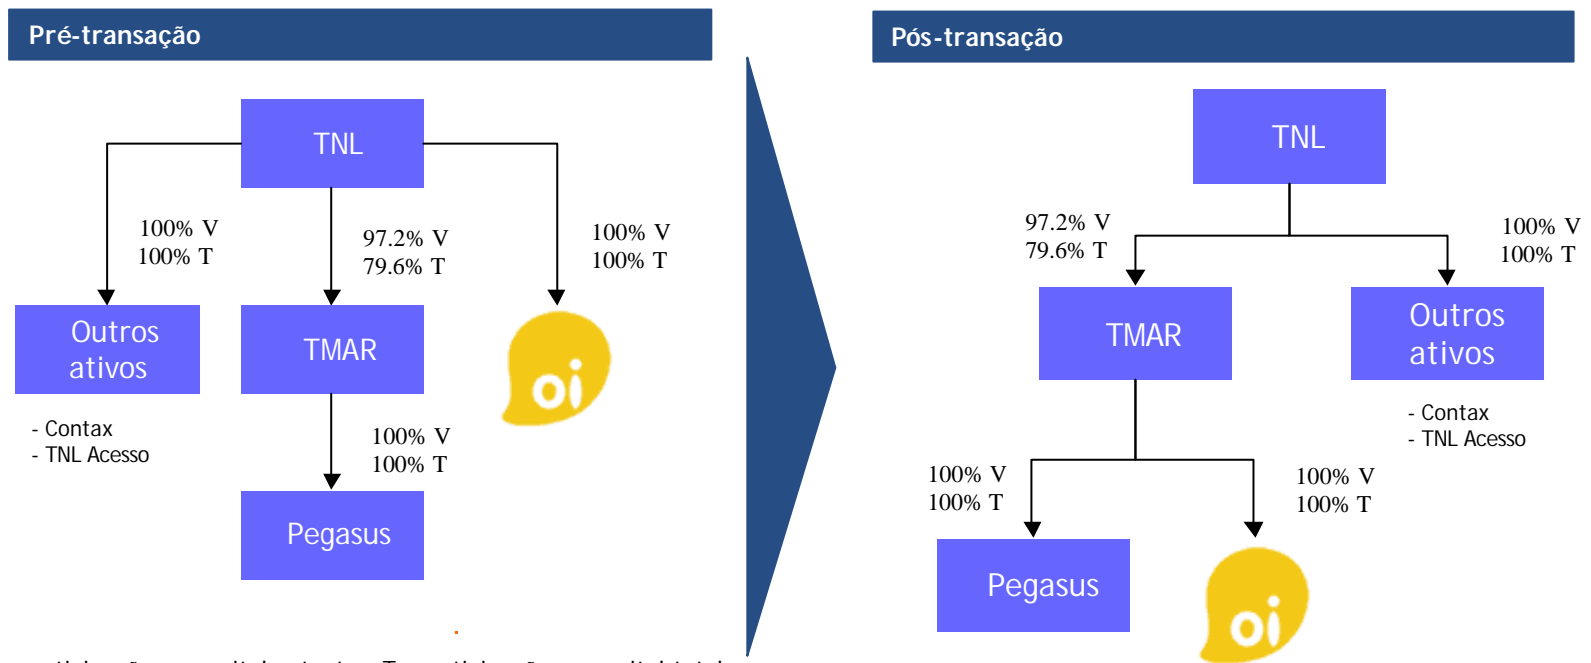 Pré-transação
TNL
100% V
100% T
97.2% V
79.6% T
100% V
100% T
Outros
ativos
TMAR
oi
- Contax
- TNL Acesso
100% V
100% T
Pegasus
Pós-transação
TNL
97.2% V
79.6% T
100% V
100% T
TMAR
Outros
ativos
- Contax
- TNL Acesso
100% V
100% T
100% V
100% T
Pegasus
oi